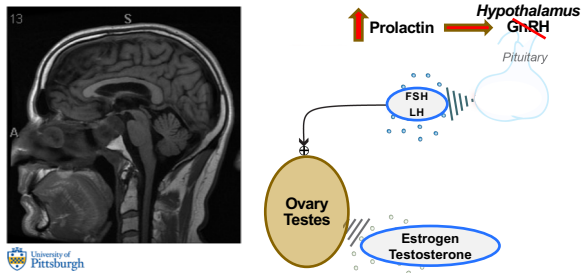 13
S
A
University of
Pittsburgh
Prolactin
Hypothalamus
GnRH
Pituitary
FSH
LH
Ovary
Testes
Estrogen
Testosterone